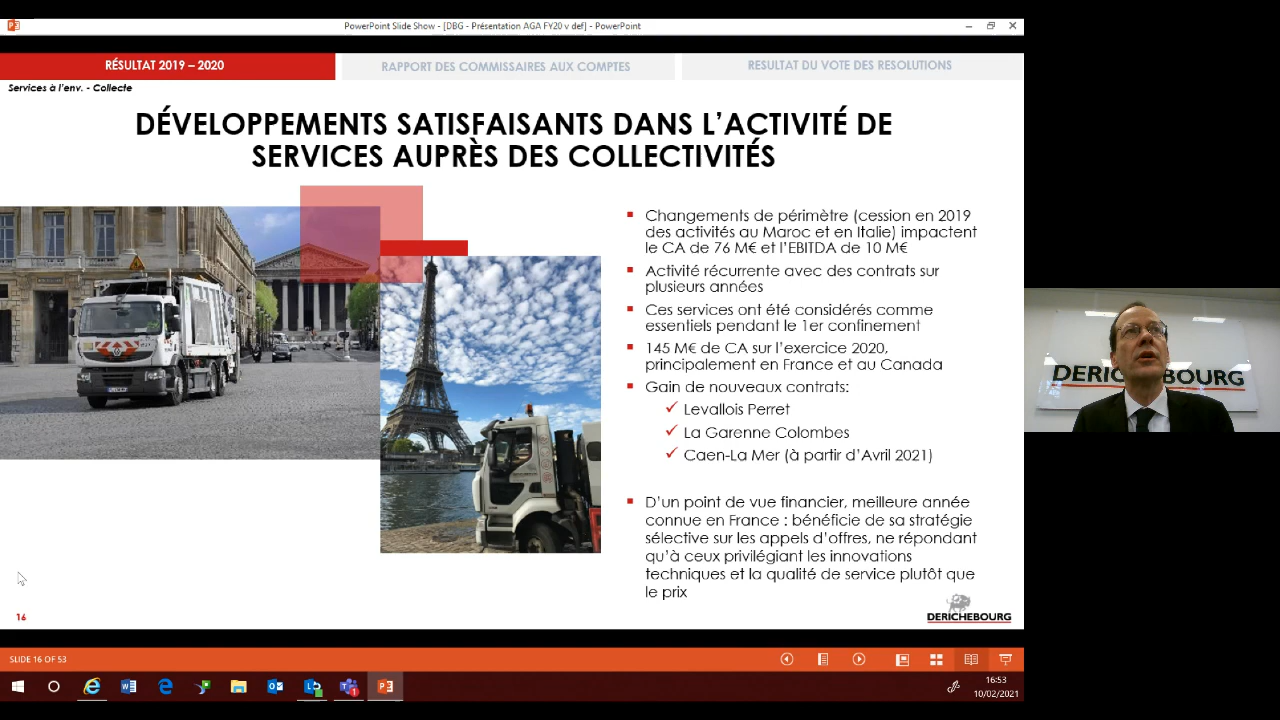 PowerPoint Slide Show - [DBG - Présentation AGA FY20 v def] - PowerPoint
RÉSULTAT 2019 – 2020
RAPPORT DES COMMISSAIRES AUX COMPTES
RESULTAT DU VOTE DES RESOLUTIONS
Services à l'env. - Collecte
DÉVELOPPEMENTS SATISFAISANTS DANS L'ACTIVITÉ DE
SERVICES AUPRÈS DES COLLECTIVITÉS
Changements de périmètre (cession en 2019
des activités au Maroc et en Italie) impactent
le CA de 76 M€ et l'EBITDA de 10 M€
Activité récurrente avec des contrats sur
plusieurs années
Ces services ont été considérés comme
essentiels pendant le 1er confinement
145 M€ de CA sur l'exercice 2020,
principalement en France et au Canada
Gain de nouveaux contrats:
Levallois Perret
La Garenne Colombes
Caen-La Mer (à partir d'Avril 2021)
D'un point de vue financier, meilleure année
connue en France : bénéficie de sa stratégie
sélective sur les appels d'offres, ne répondant
qu'à ceux privilégiant les innovations
techniques et la qualité de service plutôt que
le prix
16
DERICHEBOURG
DERICHEBOURG
SLIDE 16 OF 53
16:53
10/02/2021